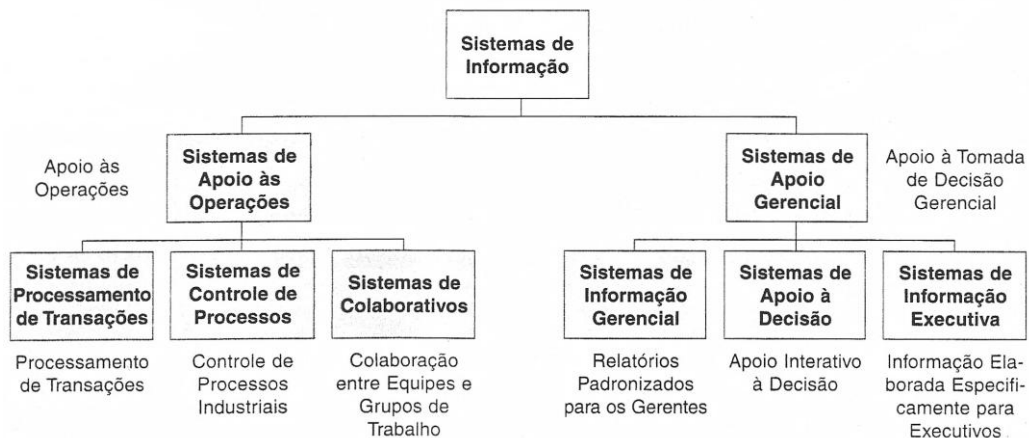 Sistemas de
Informação
Apoio às
Operações
Sistemas de
Apoio às
Operações
Sistemas de
Apoio
Gerencial
Apoio à Tomada
de Decisão
Gerencial
Sistemas de
Processamento
de Transações
Sistemas de
Controle de
Processos
Sistemas de
Colaborativos
Sistemas de
Informação
Gerencial
Sistemas de
Apoio à
Decisão
Sistemas de
Informação
Executiva
Processamento
de Transações
Controle de
Processos
Industriais
Colaboração
entre Equipes e
Grupos de
Trabalho
Relatórios
Padronizados
para os Gerentes
Apoio Interativo
à Decisão
Informação Ela-
borada Especifi-
camente para
Executivos .